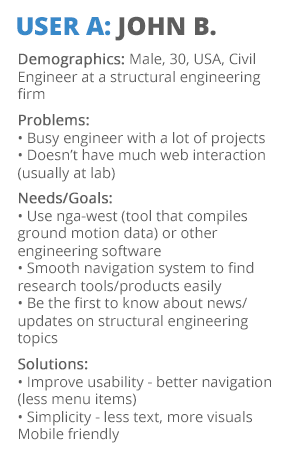 USER A: JOHN B.
Demographics: Male, 30, USA, Civil
Engineer at a structural engineering
firm
Problems:
• Busy engineer with a lot of projects
• Doesn’t have much web interaction
(usually at lab)
Needs/Goals:
• Use nga-west (tool that compiles
ground motion data) or other
engineering software
• Smooth navigation system to find
research tools/products easily
• Be the first to know about news/
updates on structural engineering
topics
Solutions:
• Improve usability - better navigation
(less menu items)
• Simplicity - less text, more visuals
Mobile friendly